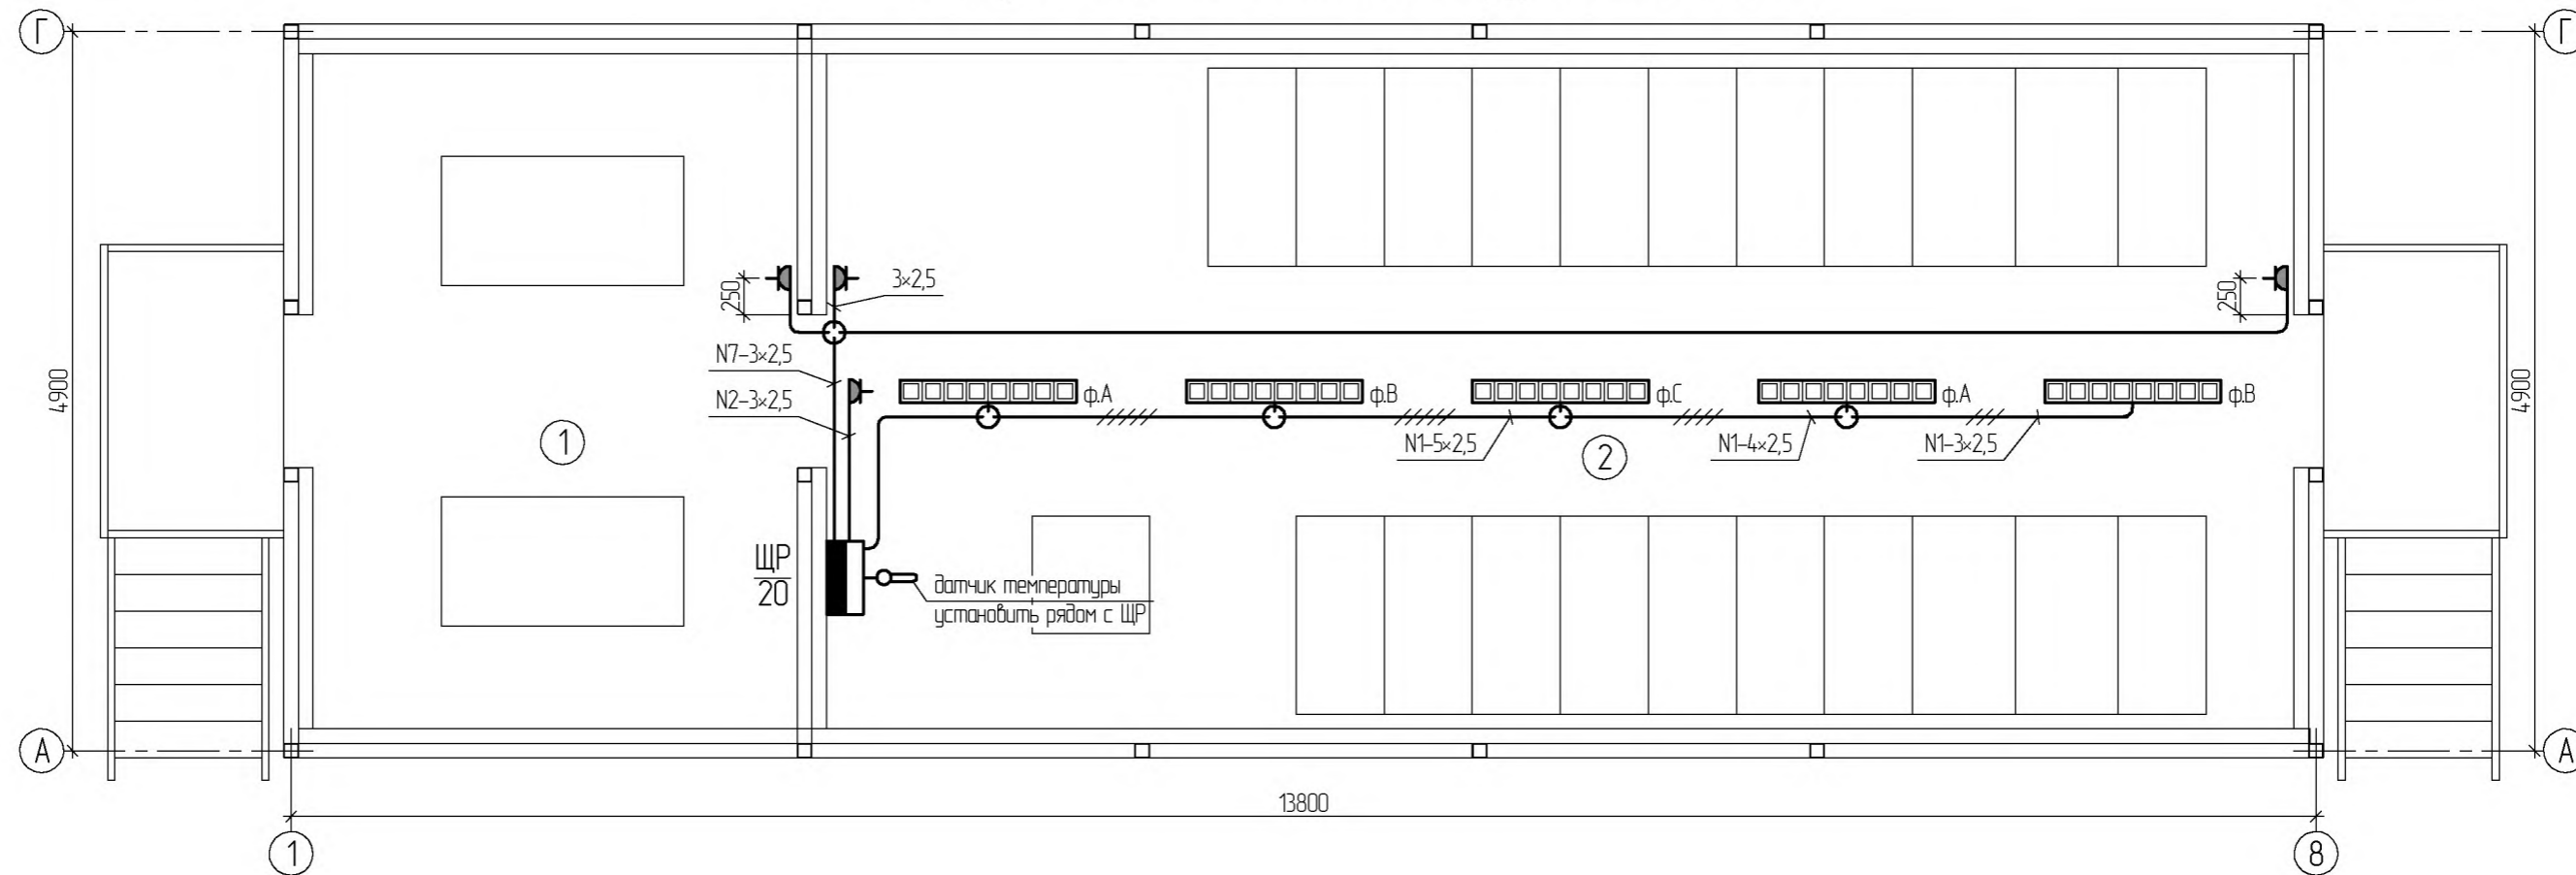 Г
Г
3×2,5
250
250
N7-3×2,5
4900
4900
N2-3×2,5
ф.А
ф.В
ф.С
ф.А
ф.В
1
N1-5×2,5
2
N1-4×2,5
N1-3×2,5
ЩР
20
датчик температуры
установить рядом с ЩР
А
А
13800
1
8